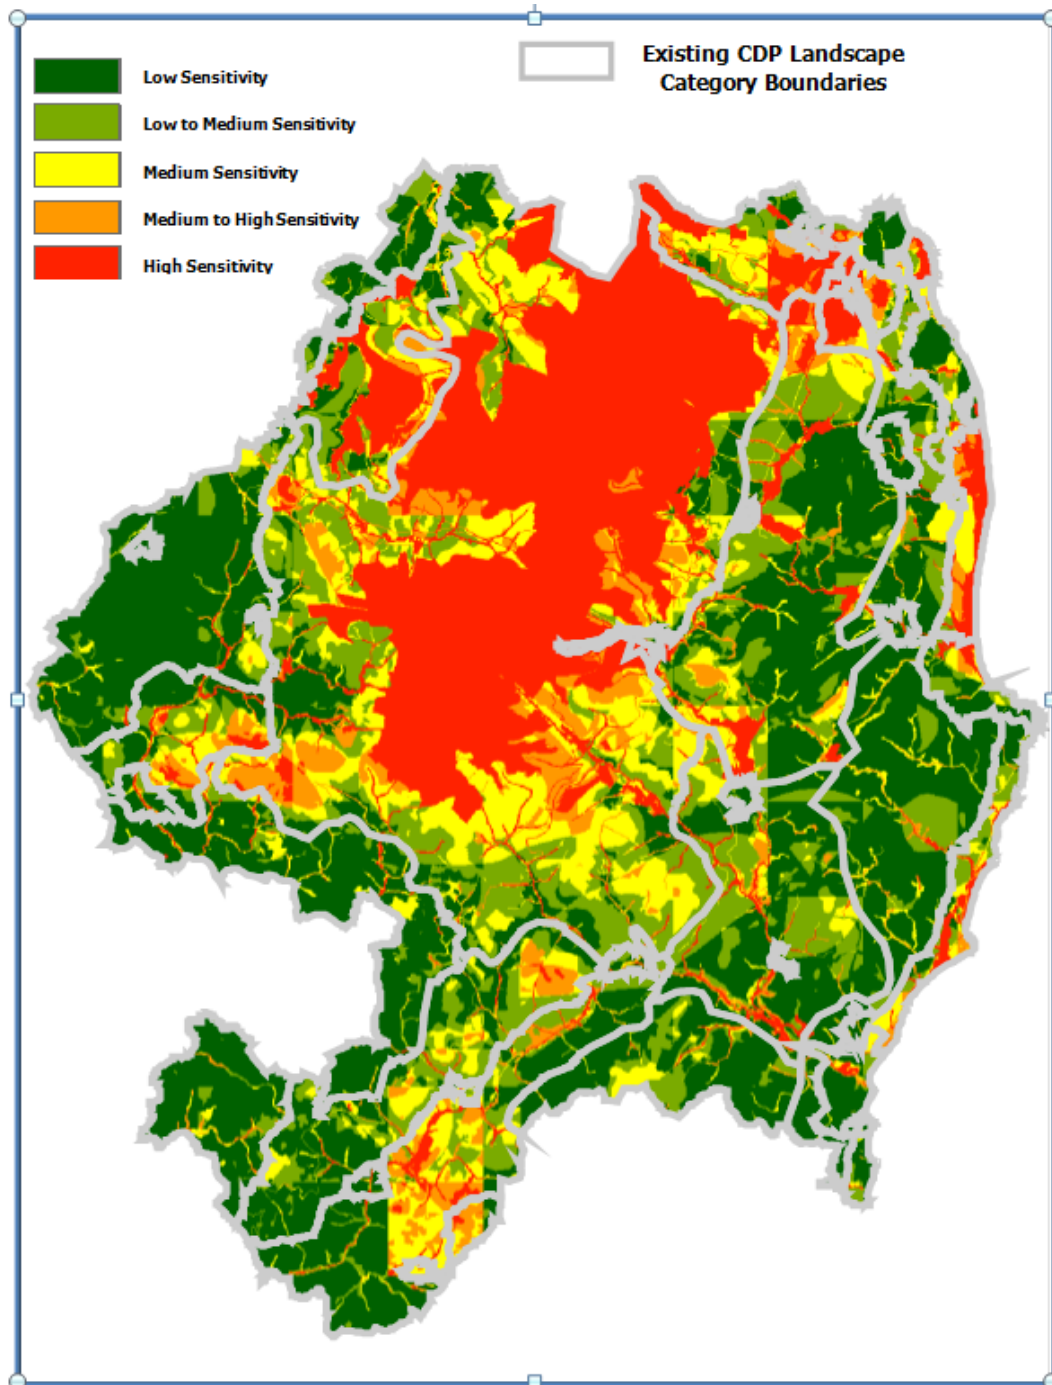 Existing CDP Landscape
Category Boundaries
Low Sensitivity
Low to Medium Sensitivity
Medium Sensitivity
Medium to High Sensitivity
High Sensitivity